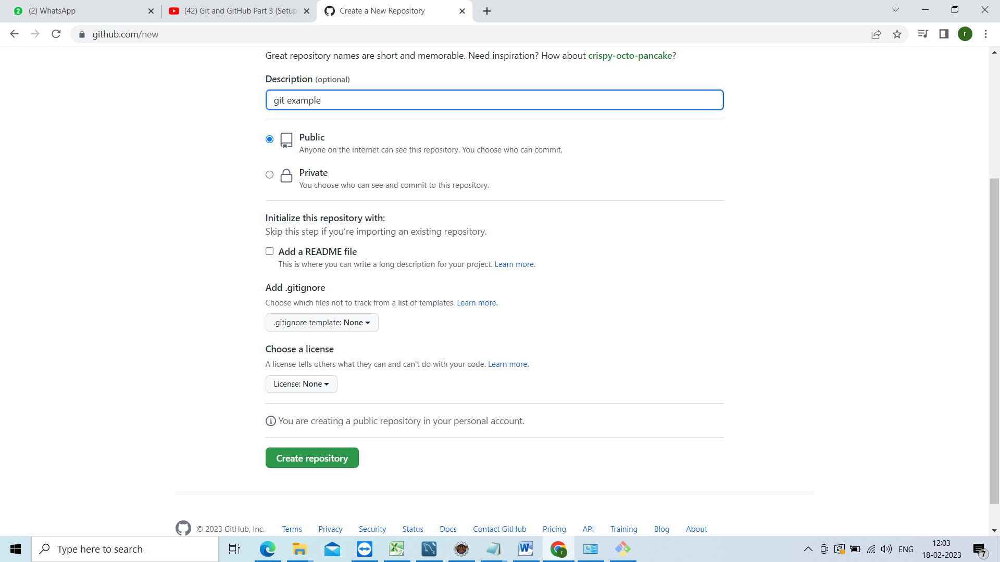 (2) WhatsApp
(42) Git and GitHub Part 3 (Setup
Create a New Repository
github.com/new
r
Great repository names are short and memorable. Need inspiration? How about crispy-octo-pancake?
Description (optional)
git example
Public
Anyone on the internet can see this repository. You choose who can commit.
Private
You choose who can see and commit to this repository.
Initialize this repository with:
Skip this step if you’re importing an existing repository.
Add a README file
This is where you can write a long description for your project. Learn more.
Add .gitignore
Choose which files not to track from a list of templates. Learn more.
.gitignore template: None
Choose a license
A license tells others what they can and can't do with your code. Learn more.
License: None
You are creating a public repository in your personal account.
Create repository
© 2023 GitHub, Inc. Terms Privacy Security Status Docs Contact GitHub Pricing API Training Blog About
Type here to search
ENG
12:03
18-02-2023
7